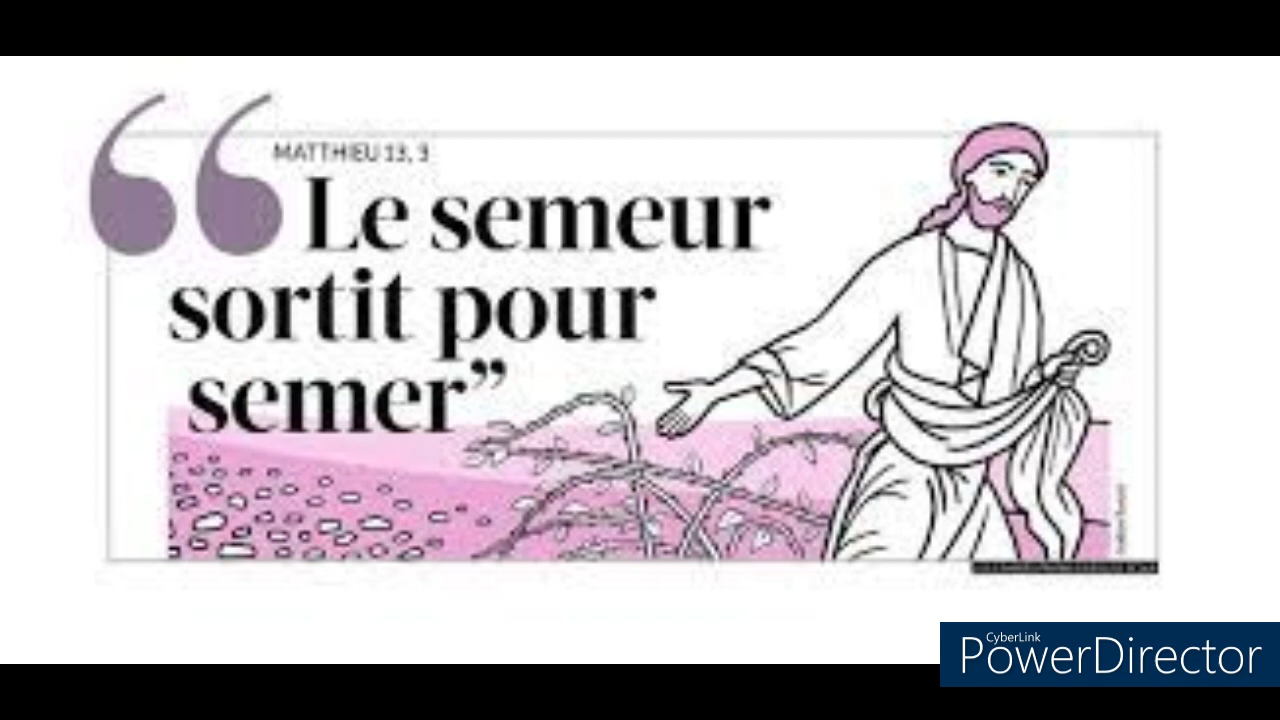 MATTHIEU 13, 3
“Le semeur
sortit pour
semer”
CyberLink
PowerDirector